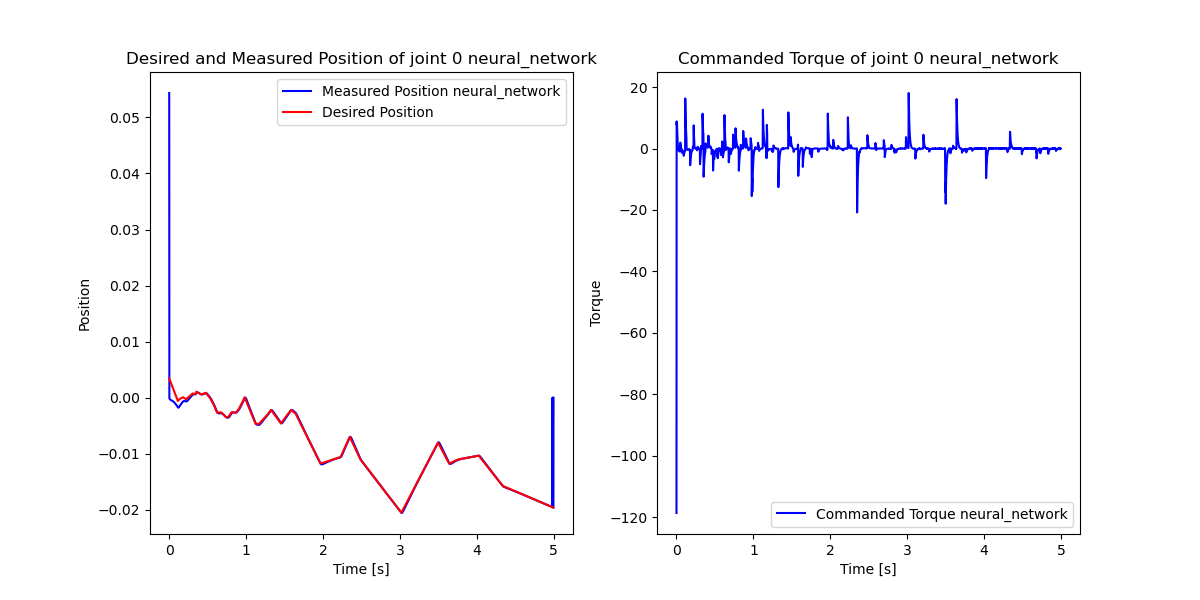 Desired and Measured Position of joint 0 neural_network
Measured Position neural_network
Desired Position
0.05
0.04
0.03
0.02
0.01
0.00
−0.01
−0.02
Position
0 1 2 3 4 5
Time [s]
Commanded Torque of joint 0 neural_network
20
0
−20
−40
−60
−80
−100
−120
Torque
Commanded Torque neural_network
0 1 2 3 4 5
Time [s]